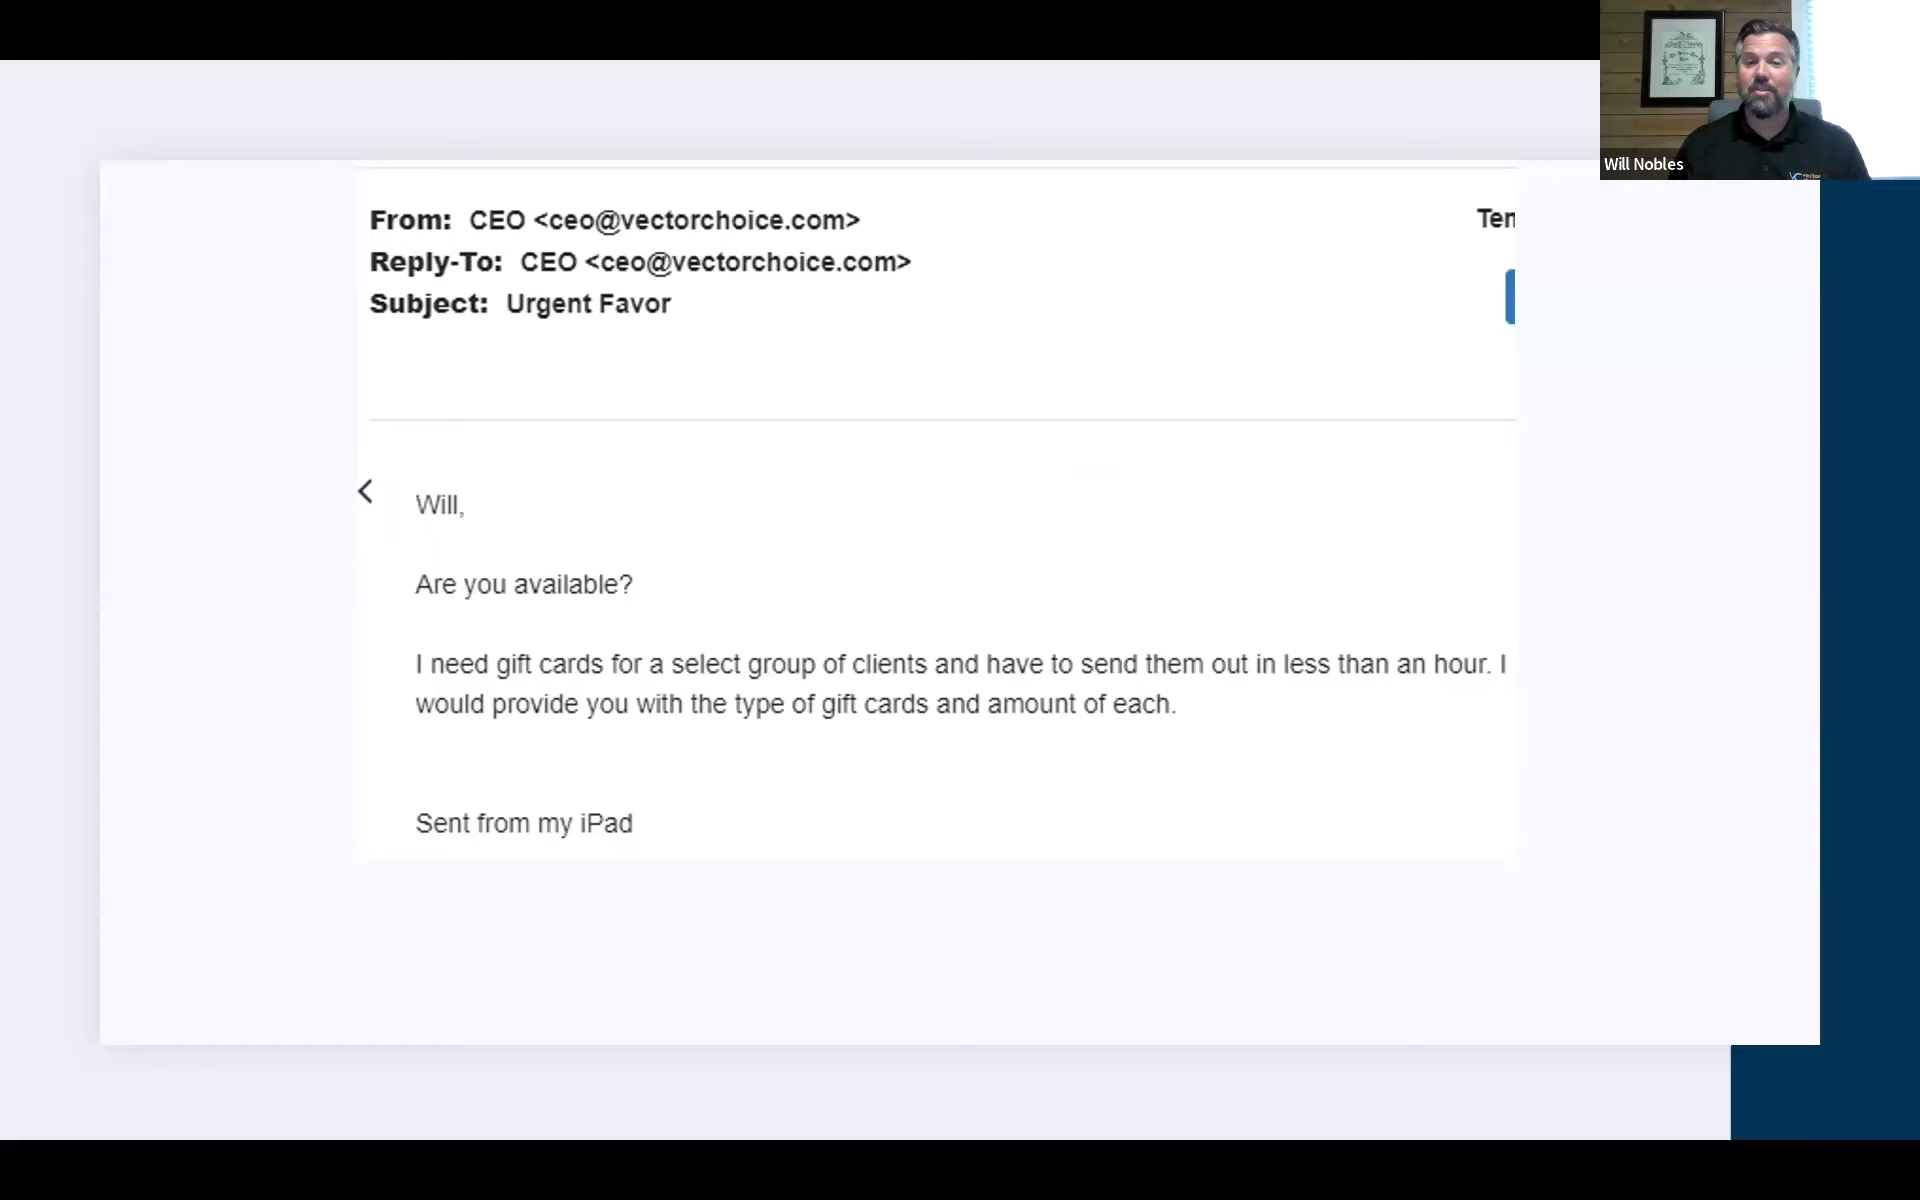 Will Nobles
From: CEO <ceo@vectorchoice.com>
Ten
Reply-To: CEO <ceo@vectorchoice.com>
Subject: Urgent Favor
Will,
Are you available?
I need gift cards for a select group of clients and have to send them out in less than an hour. I
would provide you with the type of gift cards and amount of each.
Sent from my iPad